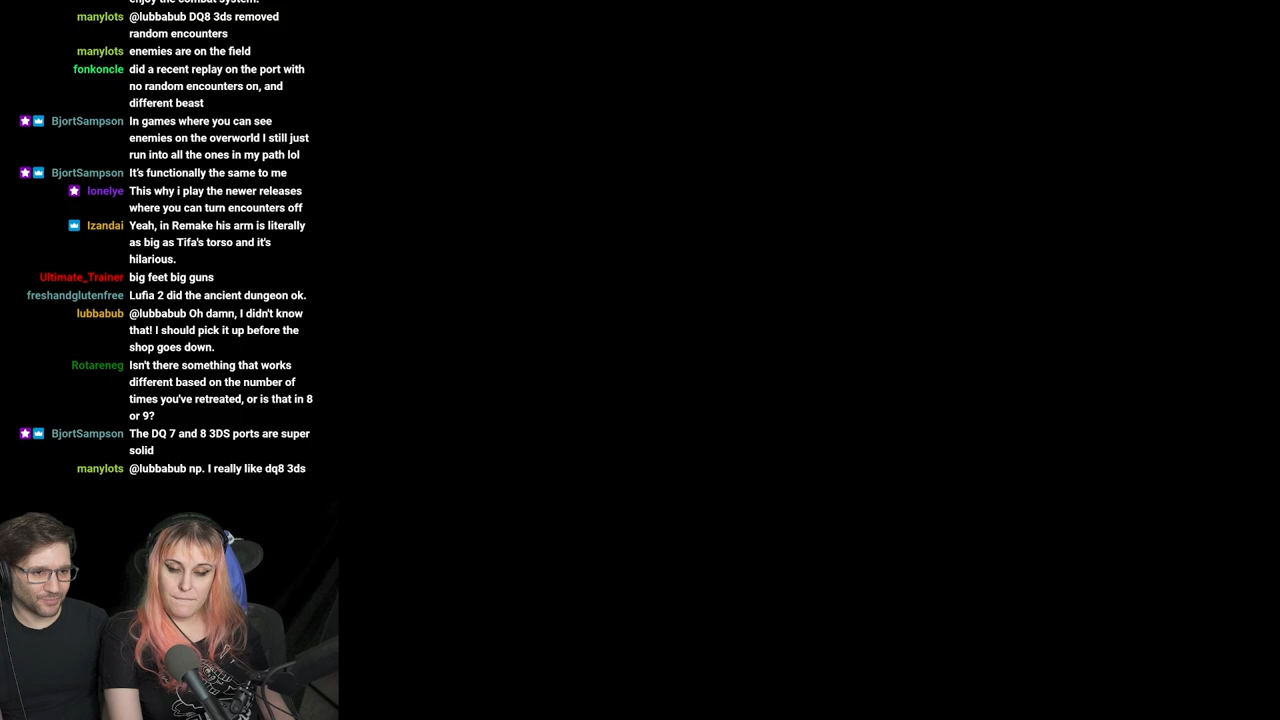 enjoy the combat system!
manylots @lubbabub DQ8 3ds removed
random encounters
manylots enemies are on the field
fonkoncle did a recent replay on the port with
no random encounters on, and
different beast
BjortSampson In games where you can see
enemies on the overworld I still just
run into all the ones in my path lol
BjortSampson It's functionally the same to me
lonelye This why i play the newer releases
where you can turn encounters off
Izandai Yeah, in Remake his arm is literally
as big as Tifa's torso and it's
hilarious.
Ultimate_Trainer big feet big guns
freshandglutenfree Lufia 2 did the ancient dungeon ok.
lubbabub @lubbabub Oh damn, I didn't know
that! I should pick it up before the
shop goes down.
Rotareneg Isn't there something that works
different based on the number of
times you've retreated, or is that in 8
or 9?
BjortSampson The DQ 7 and 8 3DS ports are super
solid
manylots @lubbabub np. I really like dq8 3ds